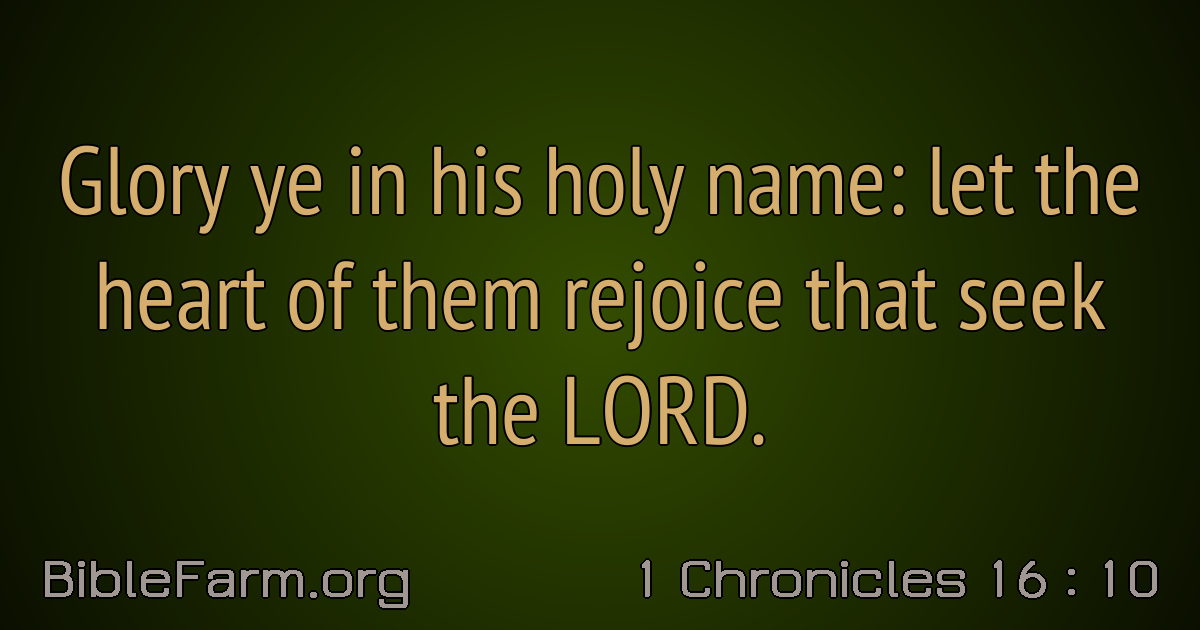 Glory ye in his holy name: let the
heart of them rejoice that seek
the LORD.
BibleFarm.org
1 Chronicles 16 : 10